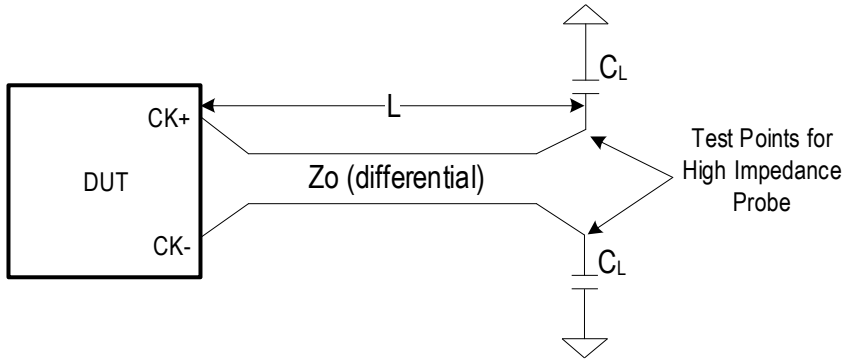 CL
CK+
L
DUT
Zo (differential)
Test Points for
High Impedance
Probe
CK-
CL